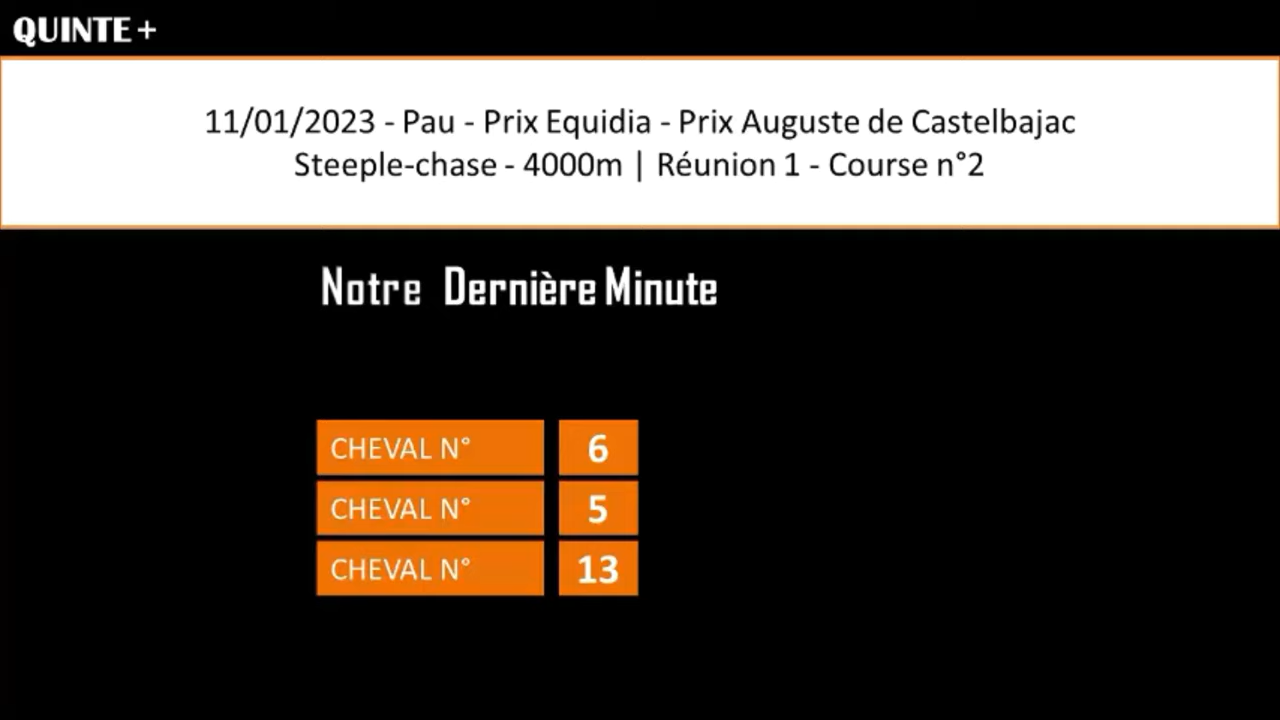 QUINTE+
11/01/2023 - Pau - Prix Equidia - Prix Auguste de Castelbajac
Steeple-chase - 4000m | Réunion 1 - Course n°2
Notre Dernière Minute
CHEVAL N° 6
CHEVAL N° 5
CHEVAL N° 13